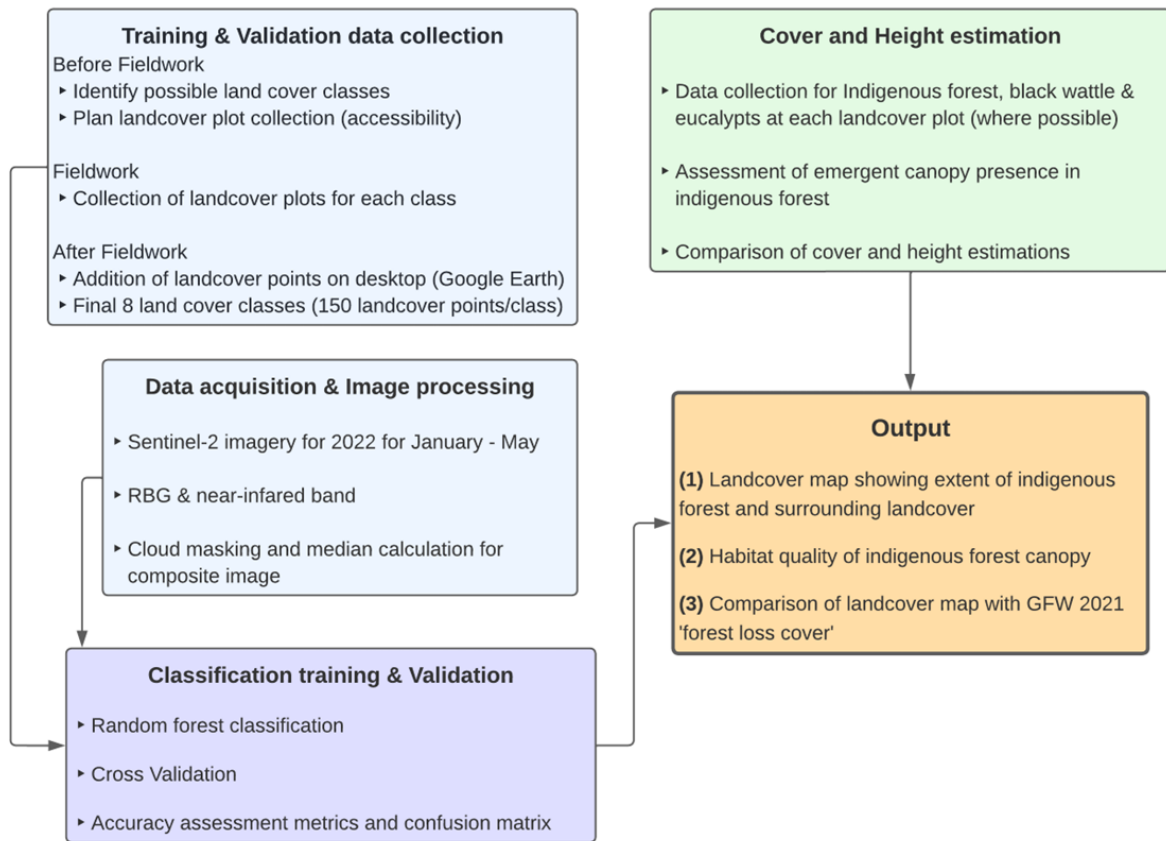 Training & Validation data collection
Before Fieldwork
‣ Identify possible land cover classes
‣ Plan landcover plot collection (accessibility)
Fieldwork
‣ Collection of landcover plots for each class
After Fieldwork
‣ Addition of landcover points on desktop (Google Earth)
‣ Final 8 land cover classes (150 landcover points/class)
Data acquisition & Image processing
‣ Sentinel-2 imagery for 2022 for January - May
‣ RBG & near-infared band
‣ Cloud masking and median calculation for
composite image
Classification training & Validation
‣ Random forest classification
‣ Cross Validation
‣ Accuracy assessment metrics and confusion matrix
Cover and Height estimation
‣ Data collection for Indigenous forest, black wattle &
eucalypts at each landcover plot (where possible)
‣ Assessment of emergent canopy presence in
indigenous forest
‣ Comparison of cover and height estimations
Output
(1) Landcover map showing extent of indigenous
forest and surrounding landcover
(2) Habitat quality of indigenous forest canopy
(3) Comparison of landcover map with GFW 2021
'forest loss cover'